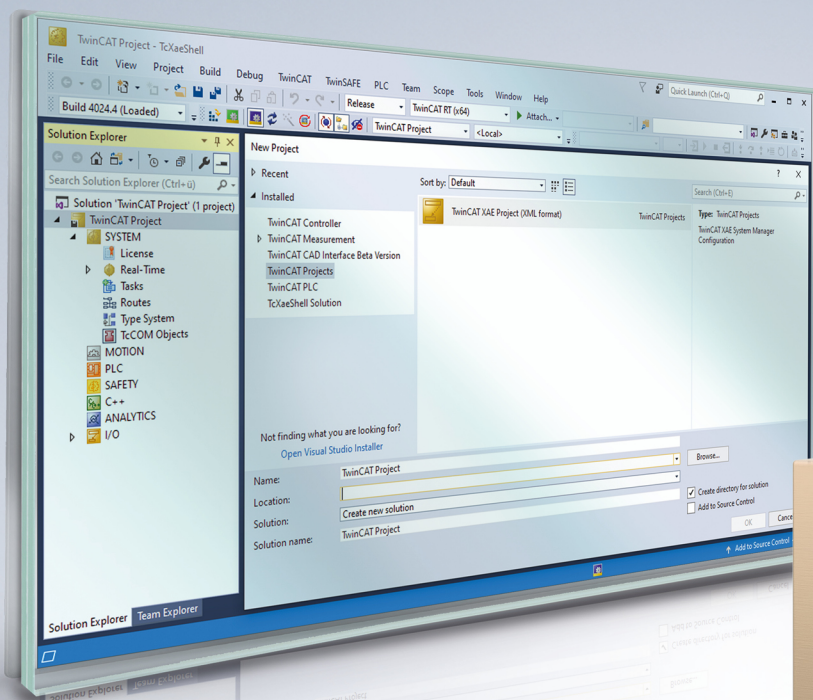 TwinCAT Project - TcXaeShell
File Edit View Project Build Debug TwinCAT TwinSAFE PLC Team Scope Tools Window Help
Quick Launch (Ctrl+Q)
Release TwinCAT RT (x64) Attach...
Build 4024.4 (Loaded) TwinCAT Project <Local>
Solution Explorer
Search Solution Explorer (Ctrl+ü)
Solution 'TwinCAT Project' (1 project)
TwinCAT Project
SYSTEM
License
Real-Time
Tasks
Routes
Type System
TcCOM Objects
MOTION
PLC
SAFETY
C++
ANALYTICS
I/O
Solution Explorer Team Explorer
New Project
? X
Recent
Installed
TwinCAT Controller
TwinCAT Measurement
TwinCAT CAD Interface Beta Version
TwinCAT Projects
TwinCAT PLC
TcXaeShell Solution
Not finding what you are looking for?
Open Visual Studio Installer
Sort by: Default
Search (Ctrl+E)
TwinCAT XAE Project (XML format) TwinCAT Projects
Type: TwinCAT Projects
TwinCAT XAE System Manager
Configuration
Name: TwinCAT Project
Location:
Browse...
Solution: Create new solution
Solution name: TwinCAT Project
Create directory for solution
Add to Source Control
OK Cance
Add to Source Control